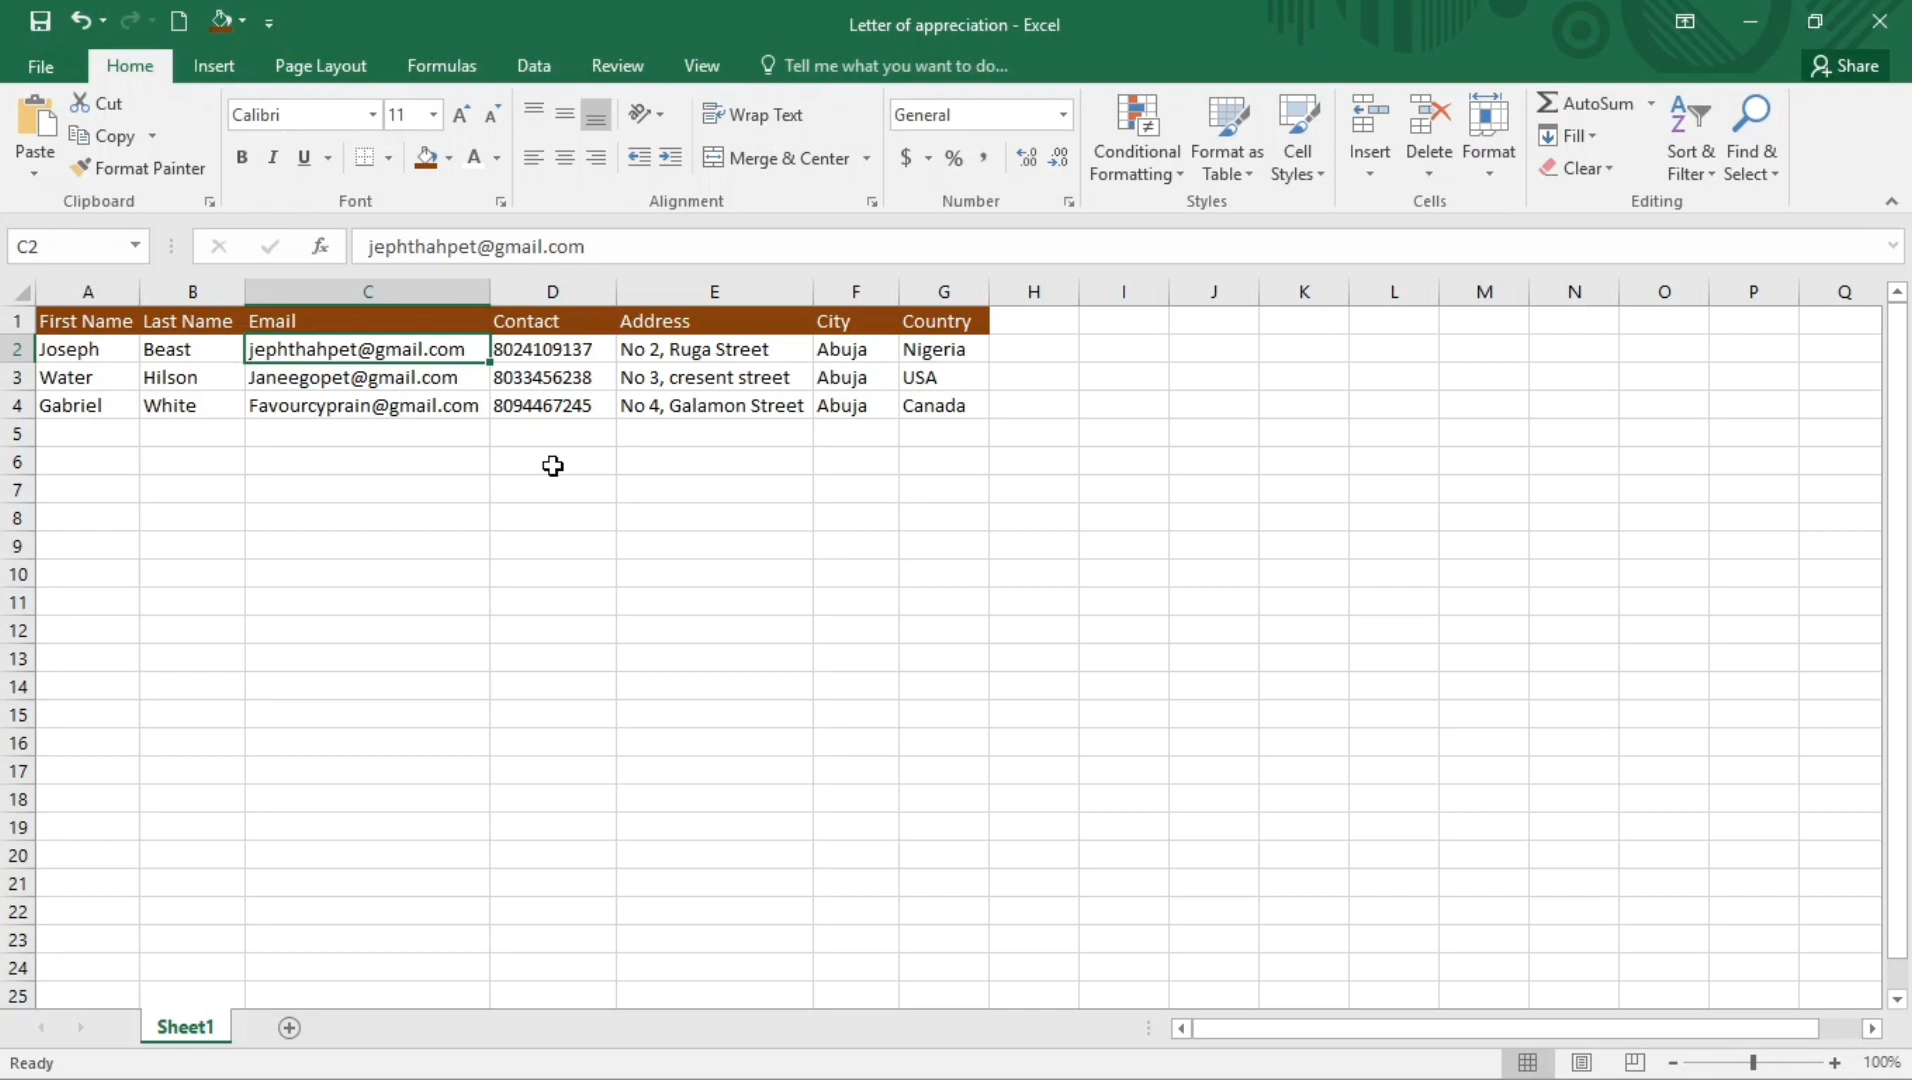 Letter of appreciation - Excel
File Home Insert Page Layout Formulas Data Review View Tell me what you want to do... Share
Cut
Copy
Format Painter
Paste
Clipboard
Calibri 11
B I U
Font
Wrap Text
Merge & Center
Alignment
General
$ % ,
Number
Conditional Formatting
Format as Table
Cell Styles
Styles
Insert Delete Format
Cells
AutoSum
Fill
Clear
Sort & Filter
Find & Select
Editing
C2 fx jephthahpet@gmail.com
A B C D E F G H I J K L M N O P Q
1 First Name Last Name Email Contact Address City Country
2 Joseph Beast jephthahpet@gmail.com 8024109137 No 2, Ruga Street Abuja Nigeria
3 Water Hilson Janeegopet@gmail.com 8033456238 No 3, cresent street Abuja USA
4 Gabriel White Favourcyprain@gmail.com 8094467245 No 4, Galamon Street Abuja Canada
5
6
7
8
9
10
11
12
13
14
15
16
17
18
19
20
21
22
23
24
25
Sheet1
Ready 100%